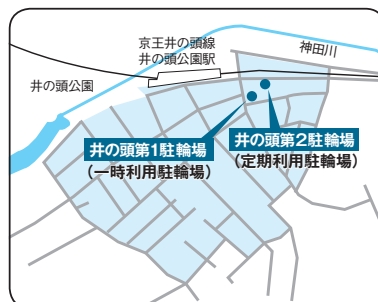 京王井の頭線
井の頭公園駅
神田川
井の頭公園
井の頭第1駐輪場
（一時利用駐輪場）
井の頭第2駐輪場
（定期利用駐輪場）